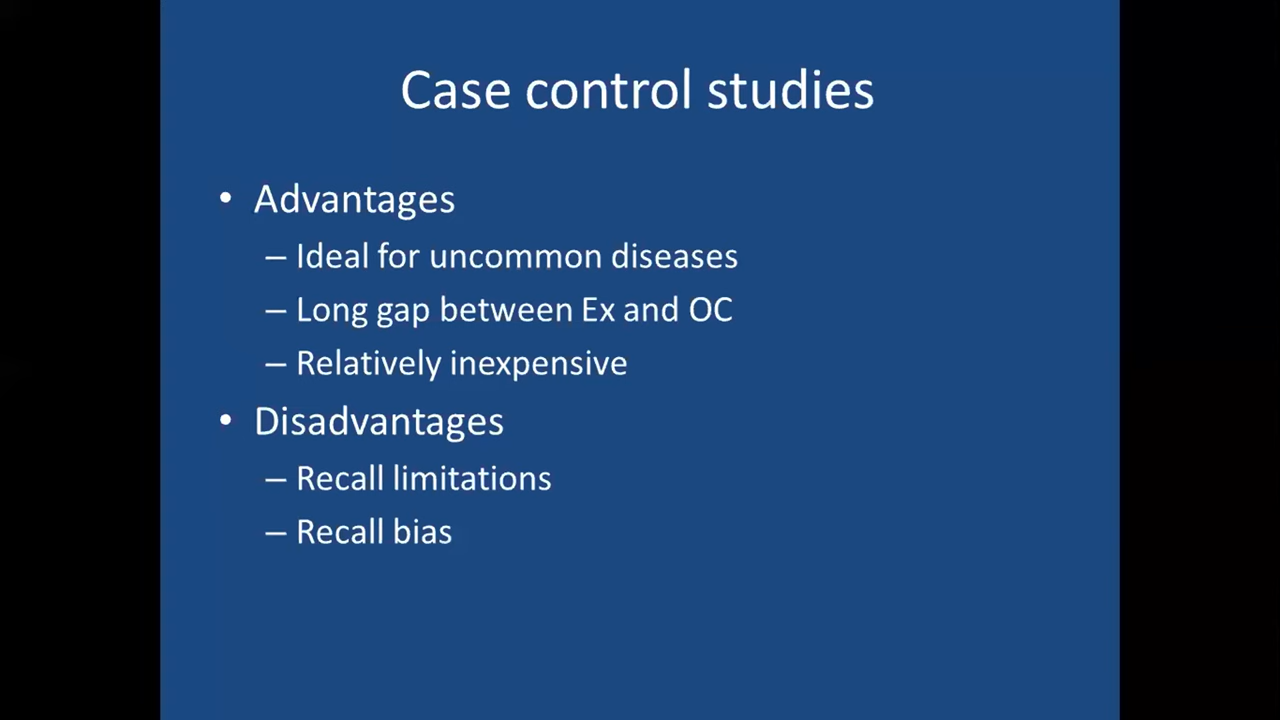 Case control studies
• Advantages
– Ideal for uncommon diseases
– Long gap between Ex and OC
– Relatively inexpensive
• Disadvantages
– Recall limitations
– Recall bias